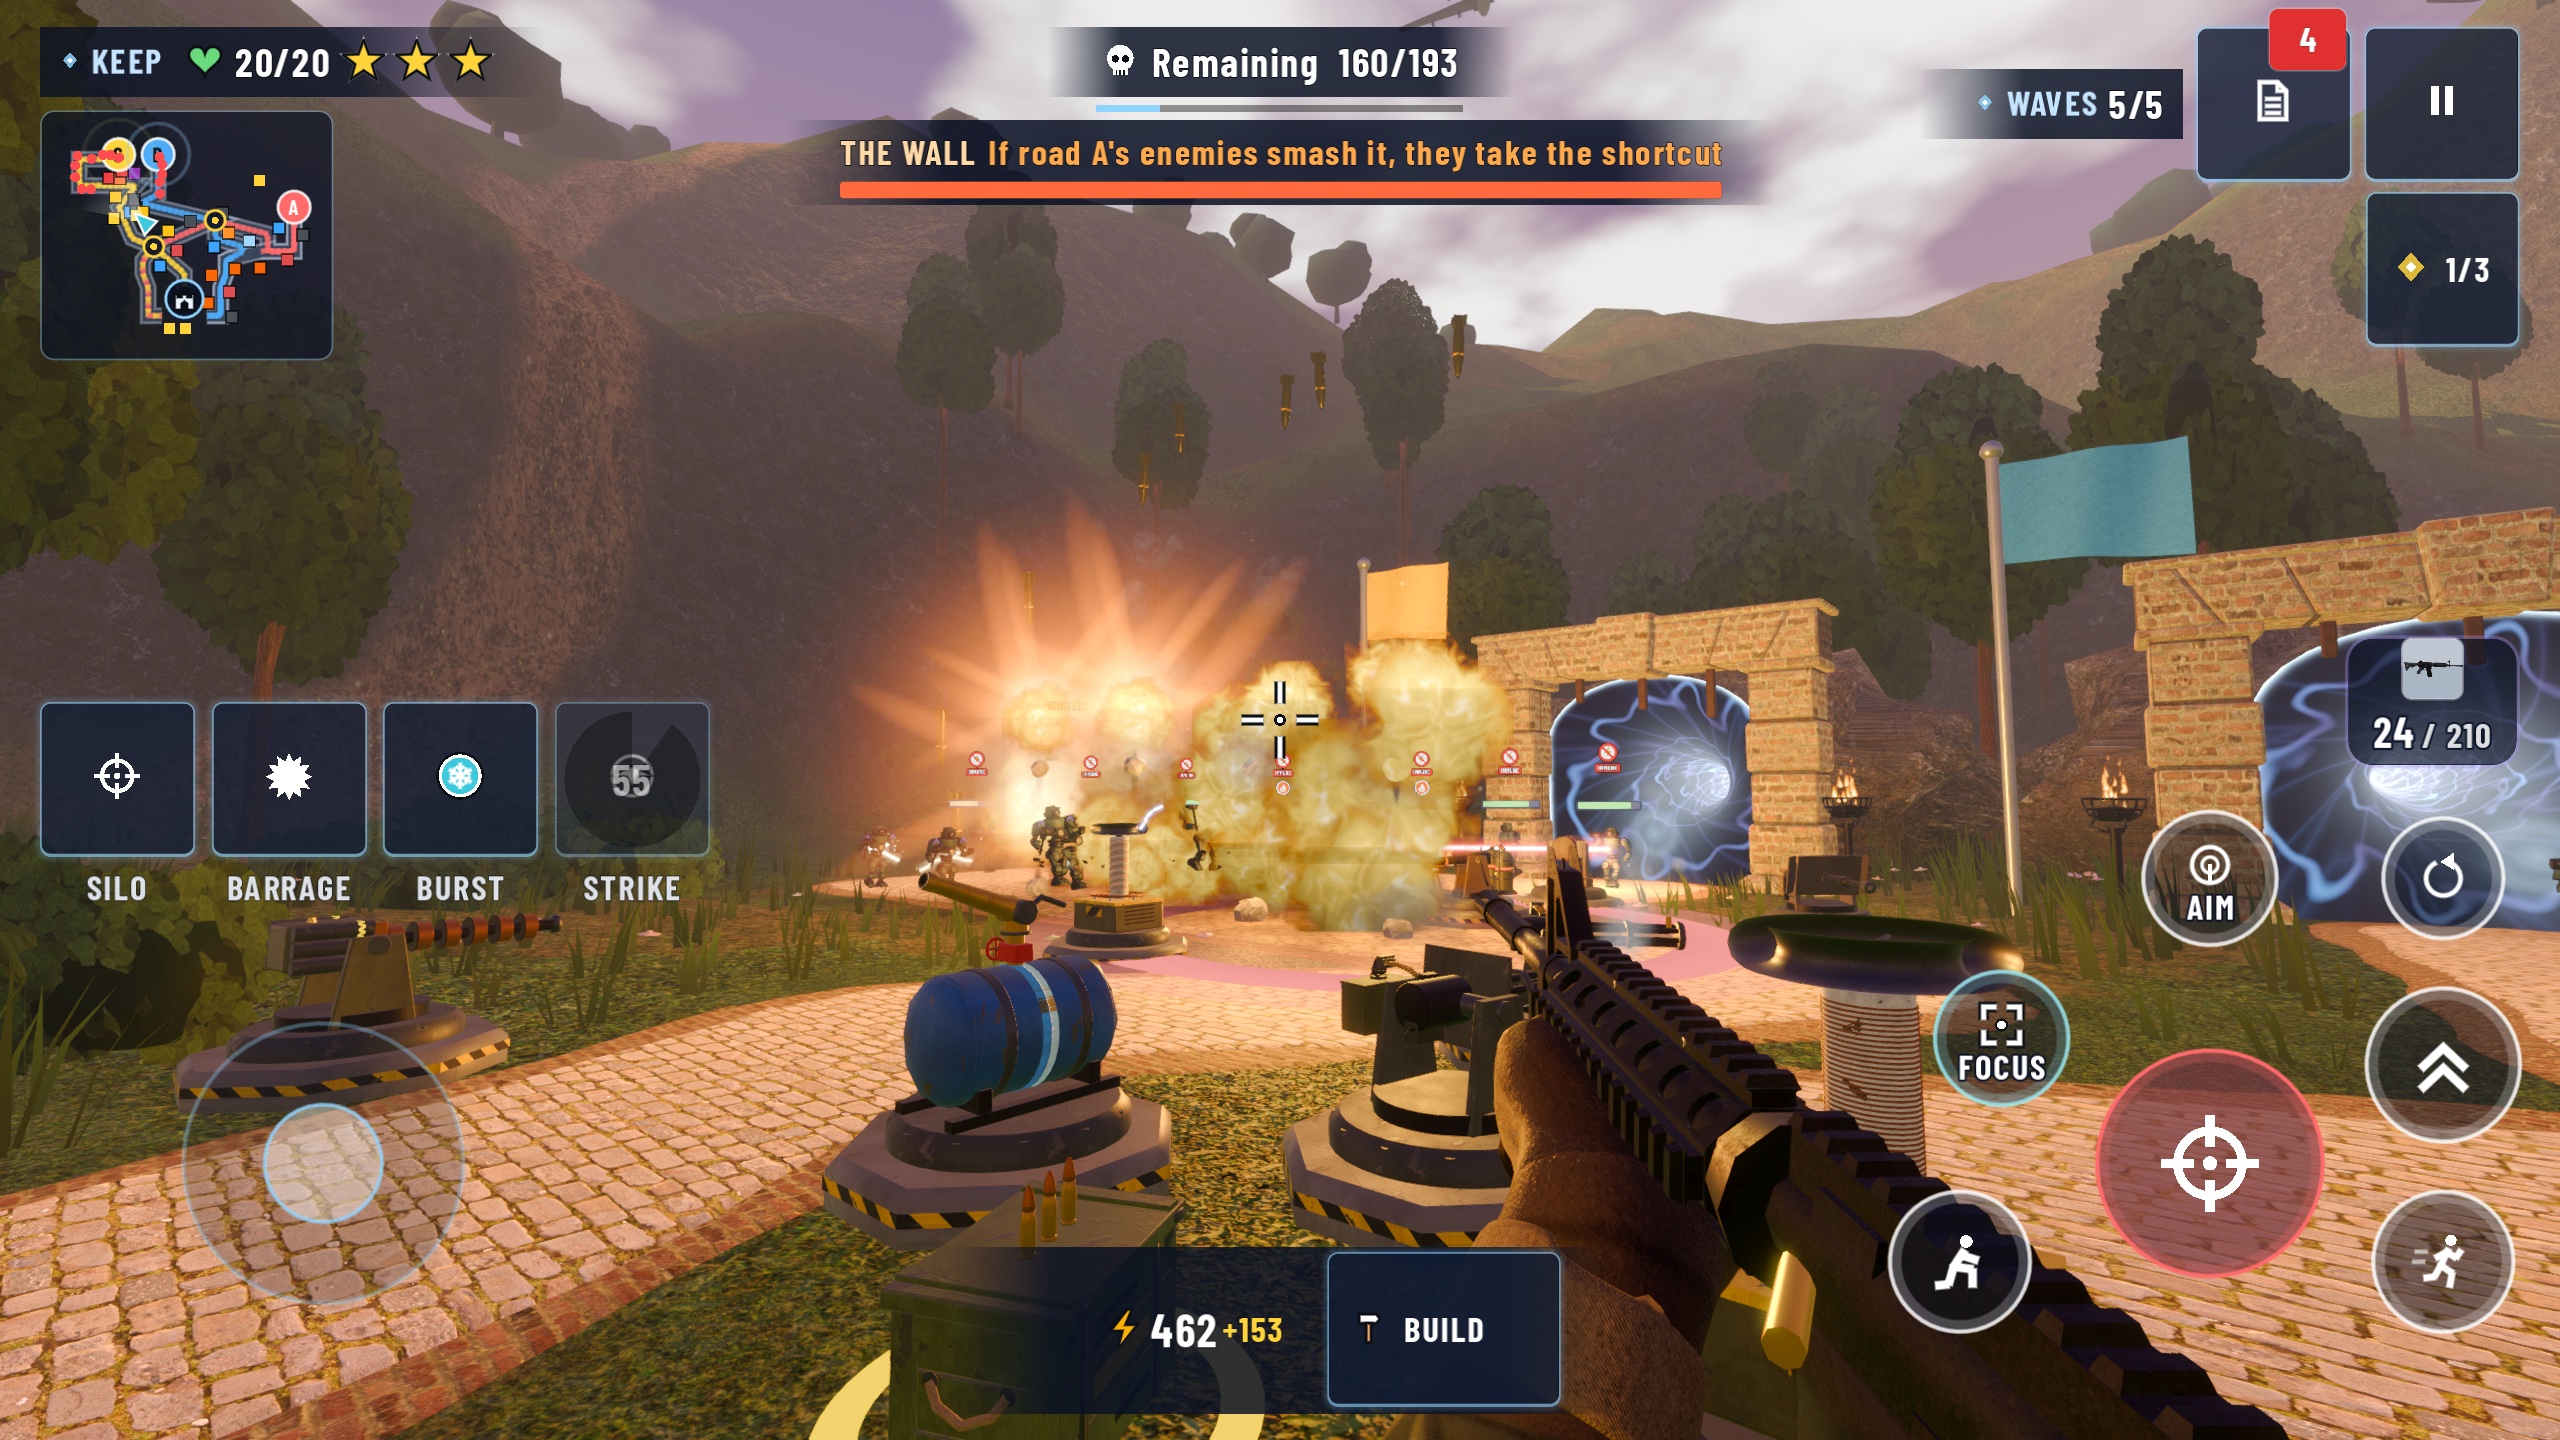 KEEP 20/20
Remaining 160/193
WAVES 5/5
4
THE WALL If road A's enemies smash it, they take the shortcut
A
1/3
24 / 210
55
SILO
BARRAGE
BURST
STRIKE
AIM
FOCUS
462 +153
BUILD